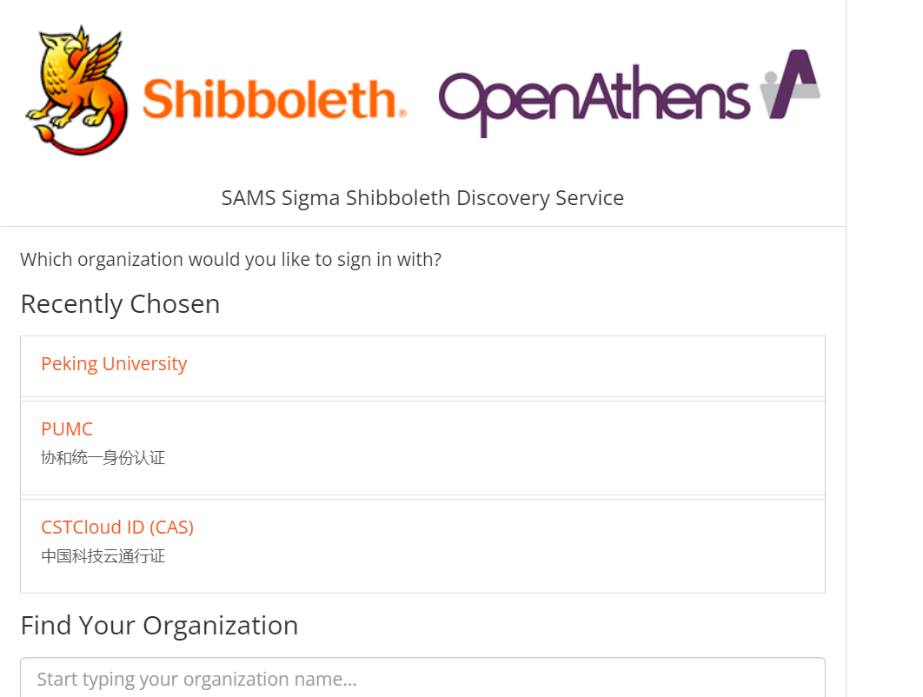 Shibboleth® OpenAthens
SAMS Sigma Shibboleth Discovery Service
Which organization would you like to sign in with?
Recently Chosen
Peking University
PUMC
协和统一身份认证
CSTCloud ID (CAS)
中国科技云通行证
Find Your Organization
Start typing your organization name...